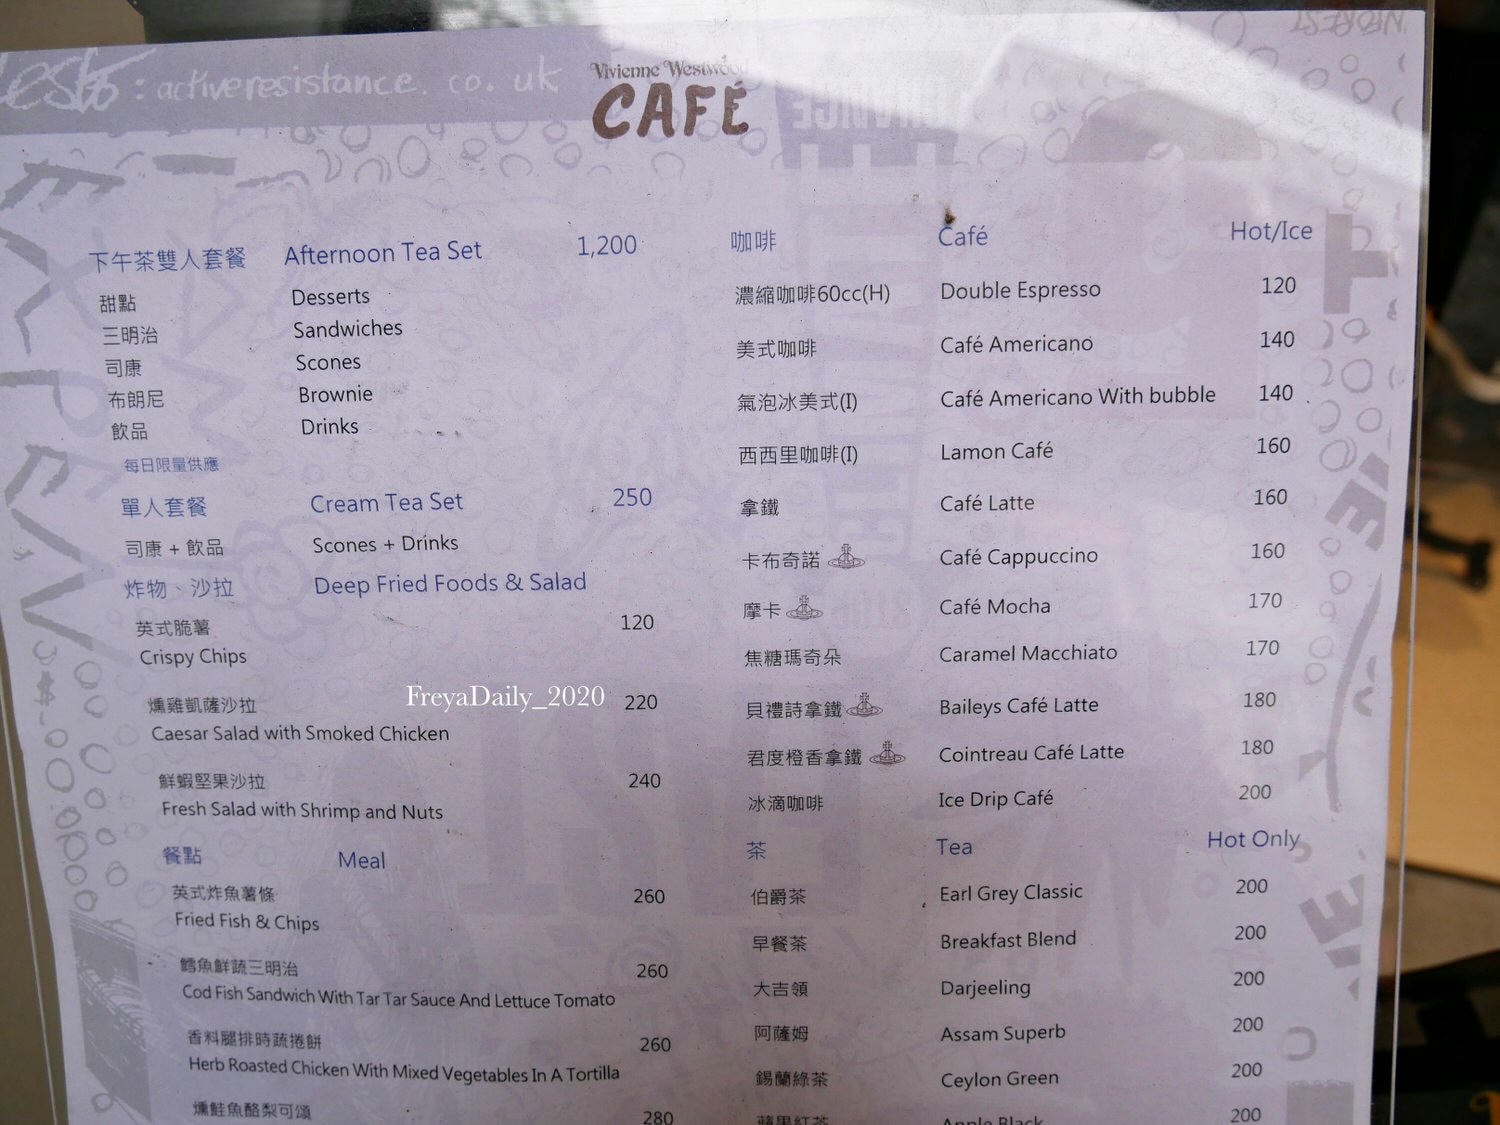 : activeresistance.co.uk
Vivienne Westwood
CAFÉ
下午茶雙人套餐 Afternoon Tea Set 1,200
甜點 Desserts
三明治 Sandwiches
司康 Scones
布朗尼 Brownie
飲品 Drinks
每日限量供應
單人套餐 Cream Tea Set 250
司康 + 飲品 Scones + Drinks
炸物、沙拉 Deep Fried Foods & Salad
英式脆薯 120
Crispy Chips
燻雞凱薩沙拉 220
Caesar Salad with Smoked Chicken
鮮蝦堅果沙拉 240
Fresh Salad with Shrimp and Nuts
餐點 Meal
英式炸魚薯條 260
Fried Fish & Chips
鱈魚鮮蔬三明治 260
Cod Fish Sandwich With Tar Tar Sauce And Lettuce Tomato
香料腿排時蔬捲餅 260
Herb Roasted Chicken With Mixed Vegetables In A Tortilla
燻鮭魚酪梨可頌 280
咖啡 Café Hot/Ice
濃縮咖啡60cc(H) Double Espresso 120
美式咖啡 Café Americano 140
氣泡冰美式(I) Café Americano With bubble 140
西西里咖啡(I) Lamon Café 160
拿鐵 Café Latte 160
卡布奇諾 Café Cappuccino 160
摩卡 Café Mocha 170
焦糖瑪奇朵 Caramel Macchiato 170
貝禮詩拿鐵 Baileys Café Latte 180
君度橙香拿鐵 Cointreau Café Latte 180
冰滴咖啡 Ice Drip Café 200
茶 Tea Hot Only
伯爵茶 Earl Grey Classic 200
早餐茶 Breakfast Blend 200
大吉領 Darjeeling 200
阿薩姆 Assam Superb 200
錫蘭綠茶 Ceylon Green 200
蘋果紅茶 Apple Black 200
FreyaDaily_2020